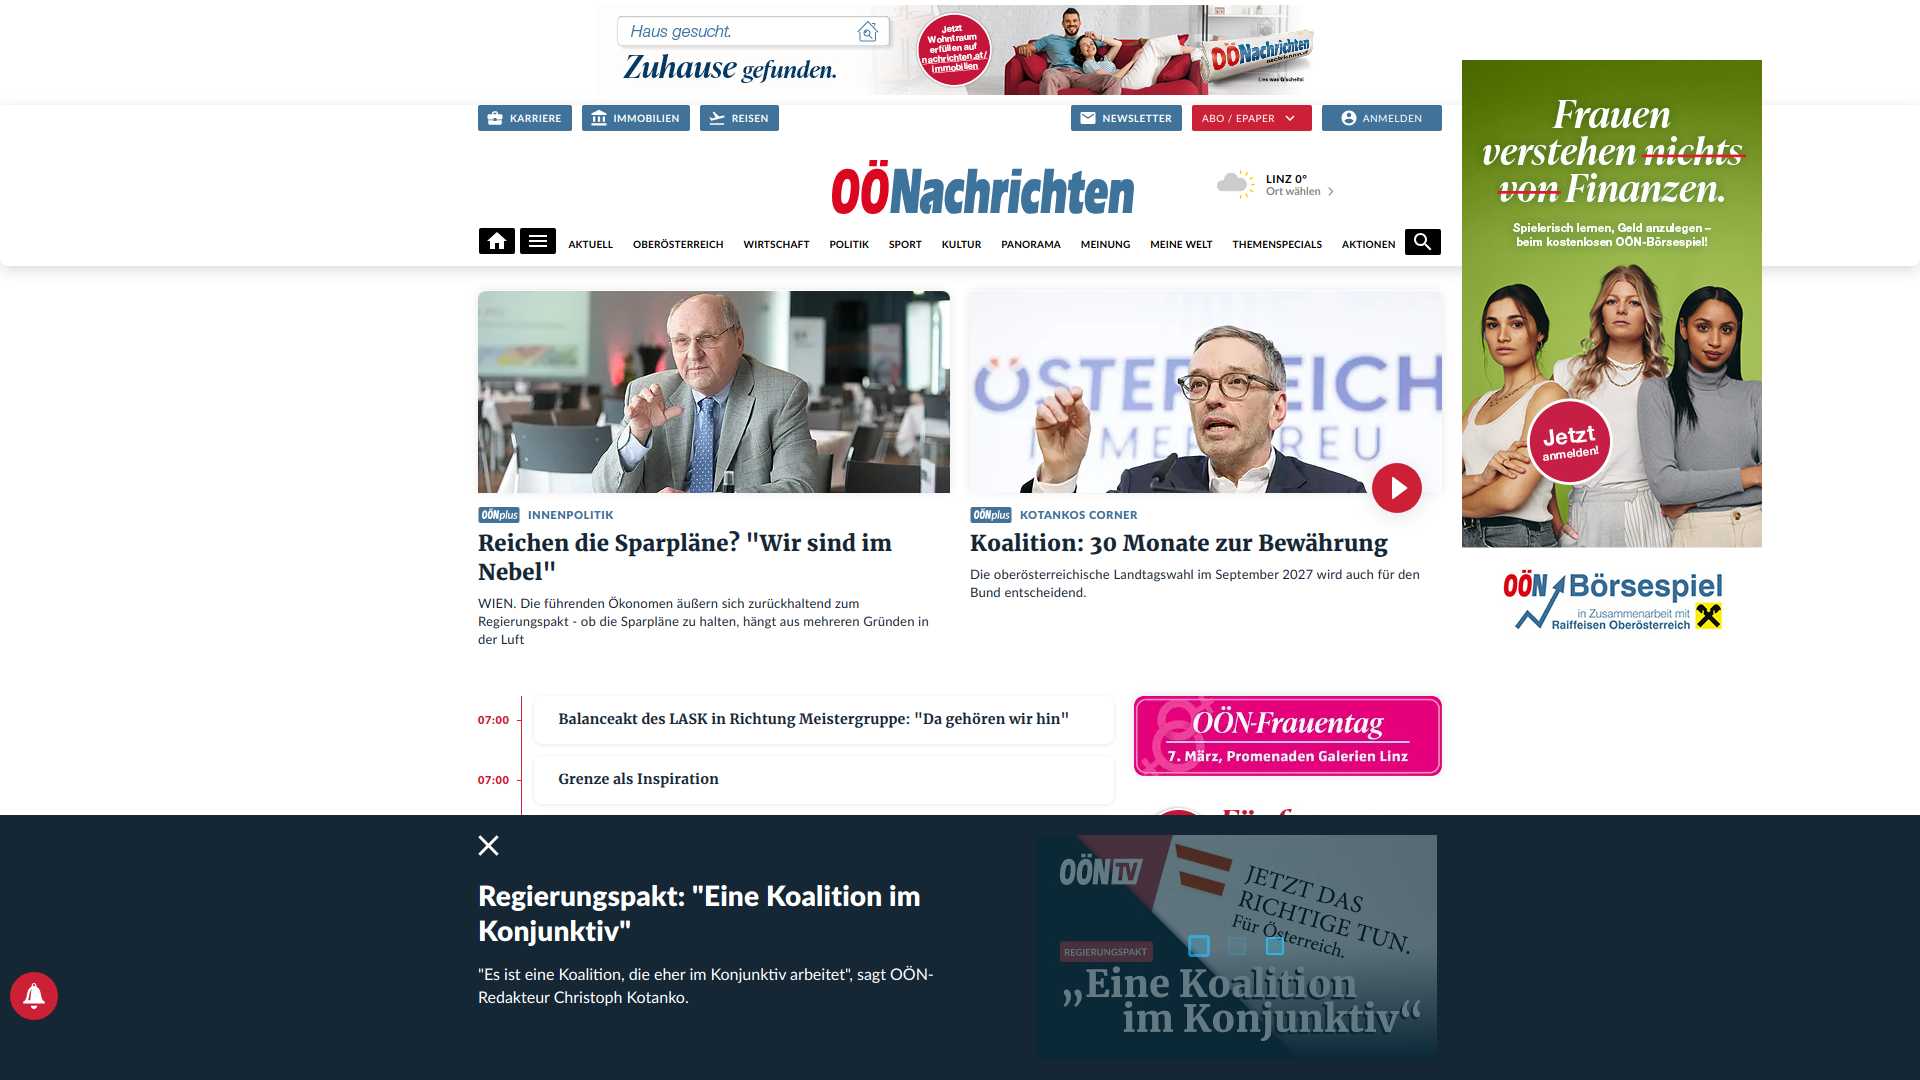 Haus gesucht.
Zuhause gefunden.
Jetzt
Wohntraum
erfüllen auf
nachrichten.at/
immobilien
OÖNachrichten
Lies was G'scheits!
KARRIERE
IMMOBILIEN
REISEN
NEWSLETTER
ABO / EPAPER
ANMELDEN
OÖNachrichten
LINZ 0°
Ort wählen
AKTUELL
OBERÖSTERREICH
WIRTSCHAFT
POLITIK
SPORT
KULTUR
PANORAMA
MEINUNG
MEINE WELT
THEMENSPECIALS
AKTIONEN
Frauen
verstehen nichts
von Finanzen.
Spielerisch lernen, Geld anzulegen –
beim kostenlosen OÖN-Börsespiel!
Jetzt
anmelden!
OÖN Börsespiel
in Zusammenarbeit mit
Raiffeisen Oberösterreich
OÖNplus INNENPOLITIK
Reichen die Sparpläne? "Wir sind im
Nebel"
WIEN. Die führenden Ökonomen äußern sich zurückhaltend zum
Regierungspakt - ob die Sparpläne zu halten, hängt aus mehreren Gründen in
der Luft
ÖSTERREICH
OÖNplus KOTANKOS CORNER
Koalition: 30 Monate zur Bewährung
Die oberösterreichische Landtagswahl im September 2027 wird auch für den
Bund entscheidend.
07:00
Balanceakt des LASK in Richtung Meistergruppe: "Da gehören wir hin"
07:00
Grenze als Inspiration
OÖN-Frauentag
7. März, Promenaden Galerien Linz
Regierungspakt: "Eine Koalition im
Konjunktiv"
"Es ist eine Koalition, die eher im Konjunktiv arbeitet", sagt OÖN-
Redakteur Christoph Kotanko.
OÖN TV
JETZT DAS
RICHTIGE TUN.
Für Österreich.
REGIERUNGSPAKT
„Eine Koalition
im Konjunktiv“